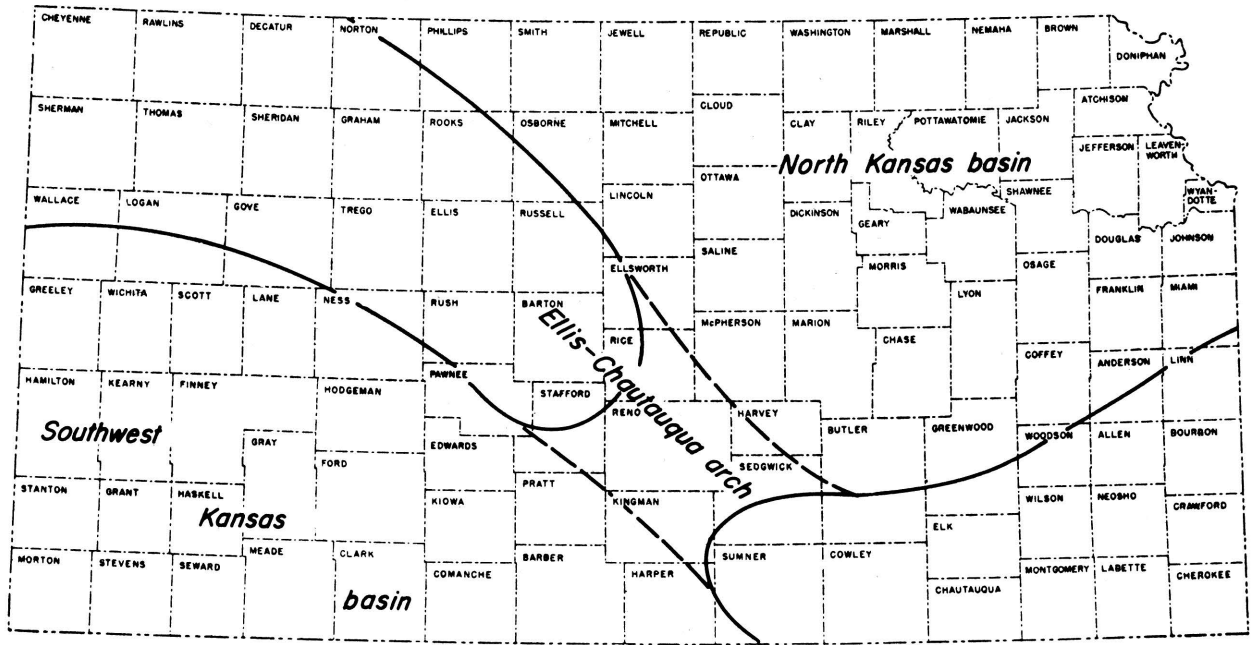 CHEYENNE
RAWLINS
DECATUR
NORTON
PHILLIPS
SMITH
JEWELL
REPUBLIC
WASHINGTON
MARSHALL
NEMAHA
BROWN
DONIPHAN
SHERMAN
THOMAS
SHERIDAN
GRAHAM
ROOKS
OSBORNE
MITCHELL
CLOUD
CLAY
RILEY
POTTAWATOMIE
JACKSON
ATCHISON
JEFFERSON
LEAVEN-
WORTH
North Kansas basin
WALLACE
LOGAN
GOVE
TREGO
ELLIS
RUSSELL
LINCOLN
OTTAWA
DICKINSON
GEARY
WABAUNSEE
SHAWNEE
WYAN-
DOTTE
DOUGLAS
JOHNSON
SALINE
ELLSWORTH
MORRIS
OSAGE
GREELEY
WICHITA
SCOTT
LANE
NESS
RUSH
BARTON
RICE
McPHERSON
MARION
CHASE
LYON
FRANKLIN
MIAMI
Ellis-Chautauqua arch
COFFEY
ANDERSON
LINN
HAMILTON
KEARNY
FINNEY
HODGEMAN
PAWNEE
STAFFORD
RENO
HARVEY
BUTLER
GREENWOOD
WOODSON
ALLEN
BOURBON
Southwest
GRAY
FORD
EDWARDS
PRATT
SEDGWICK
STANTON
GRANT
HASKELL
KIOWA
KINGMAN
ELK
WILSON
NEOSHO
CRAWFORD
Kansas
MORTON
STEVENS
SEWARD
MEADE
CLARK
COMANCHE
BARBER
HARPER
SUMNER
COWLEY
CHAUTAUQUA
MONTGOMERY
LABETTE
CHEROKEE
basin